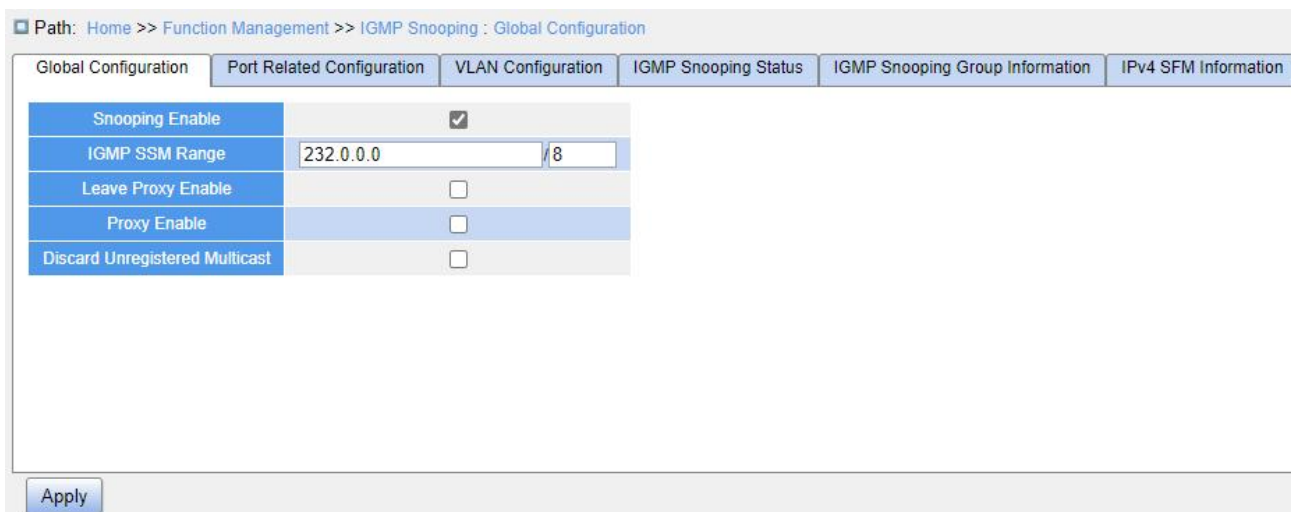 Path: Home >> Function Management >> IGMP Snooping : Global Configuration
Global Configuration Port Related Configuration VLAN Configuration IGMP Snooping Status IGMP Snooping Group Information IPv4 SFM Information
Snooping Enable
IGMP SSM Range 232.0.0.0 /8
Leave Proxy Enable
Proxy Enable
Discard Unregistered Multicast
Apply